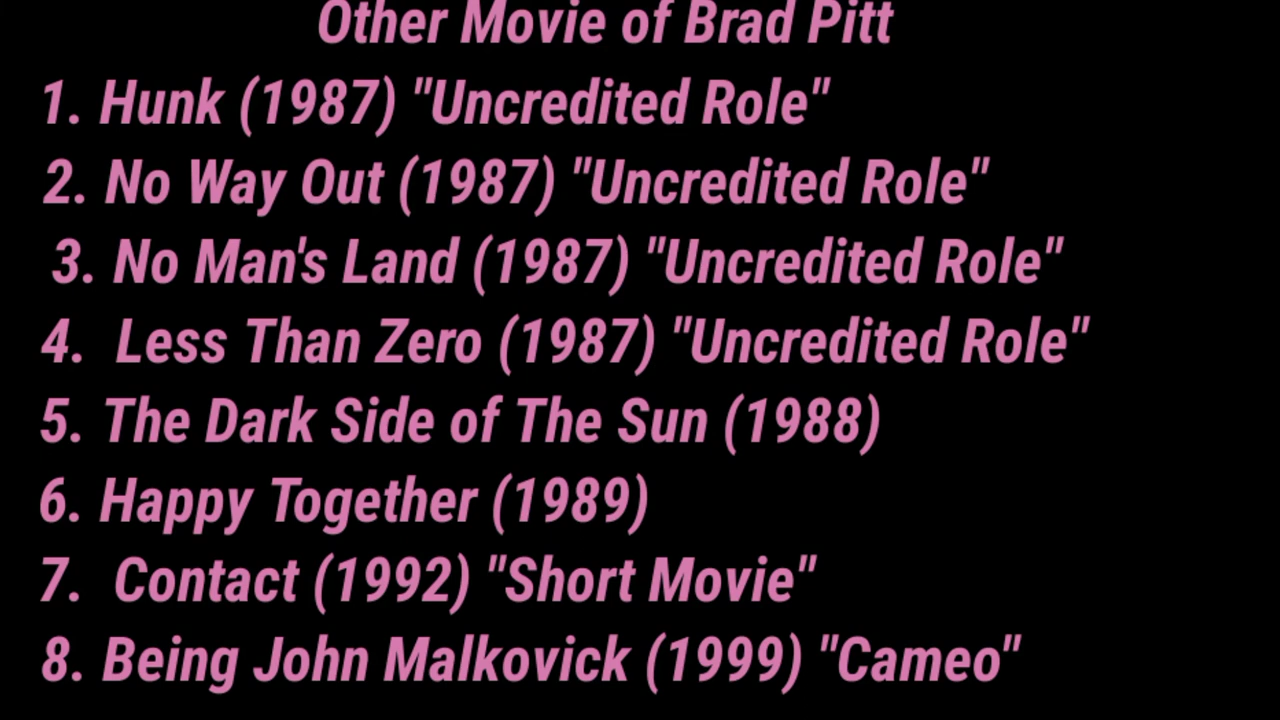 Other Movie of Brad Pitt
1. Hunk (1987) "Uncredited Role"
2. No Way Out (1987) "Uncredited Role"
3. No Man's Land (1987) "Uncredited Role"
4. Less Than Zero (1987) "Uncredited Role"
5. The Dark Side of The Sun (1988)
6. Happy Together (1989)
7. Contact (1992) "Short Movie"
8. Being John Malkovick (1999) "Cameo"